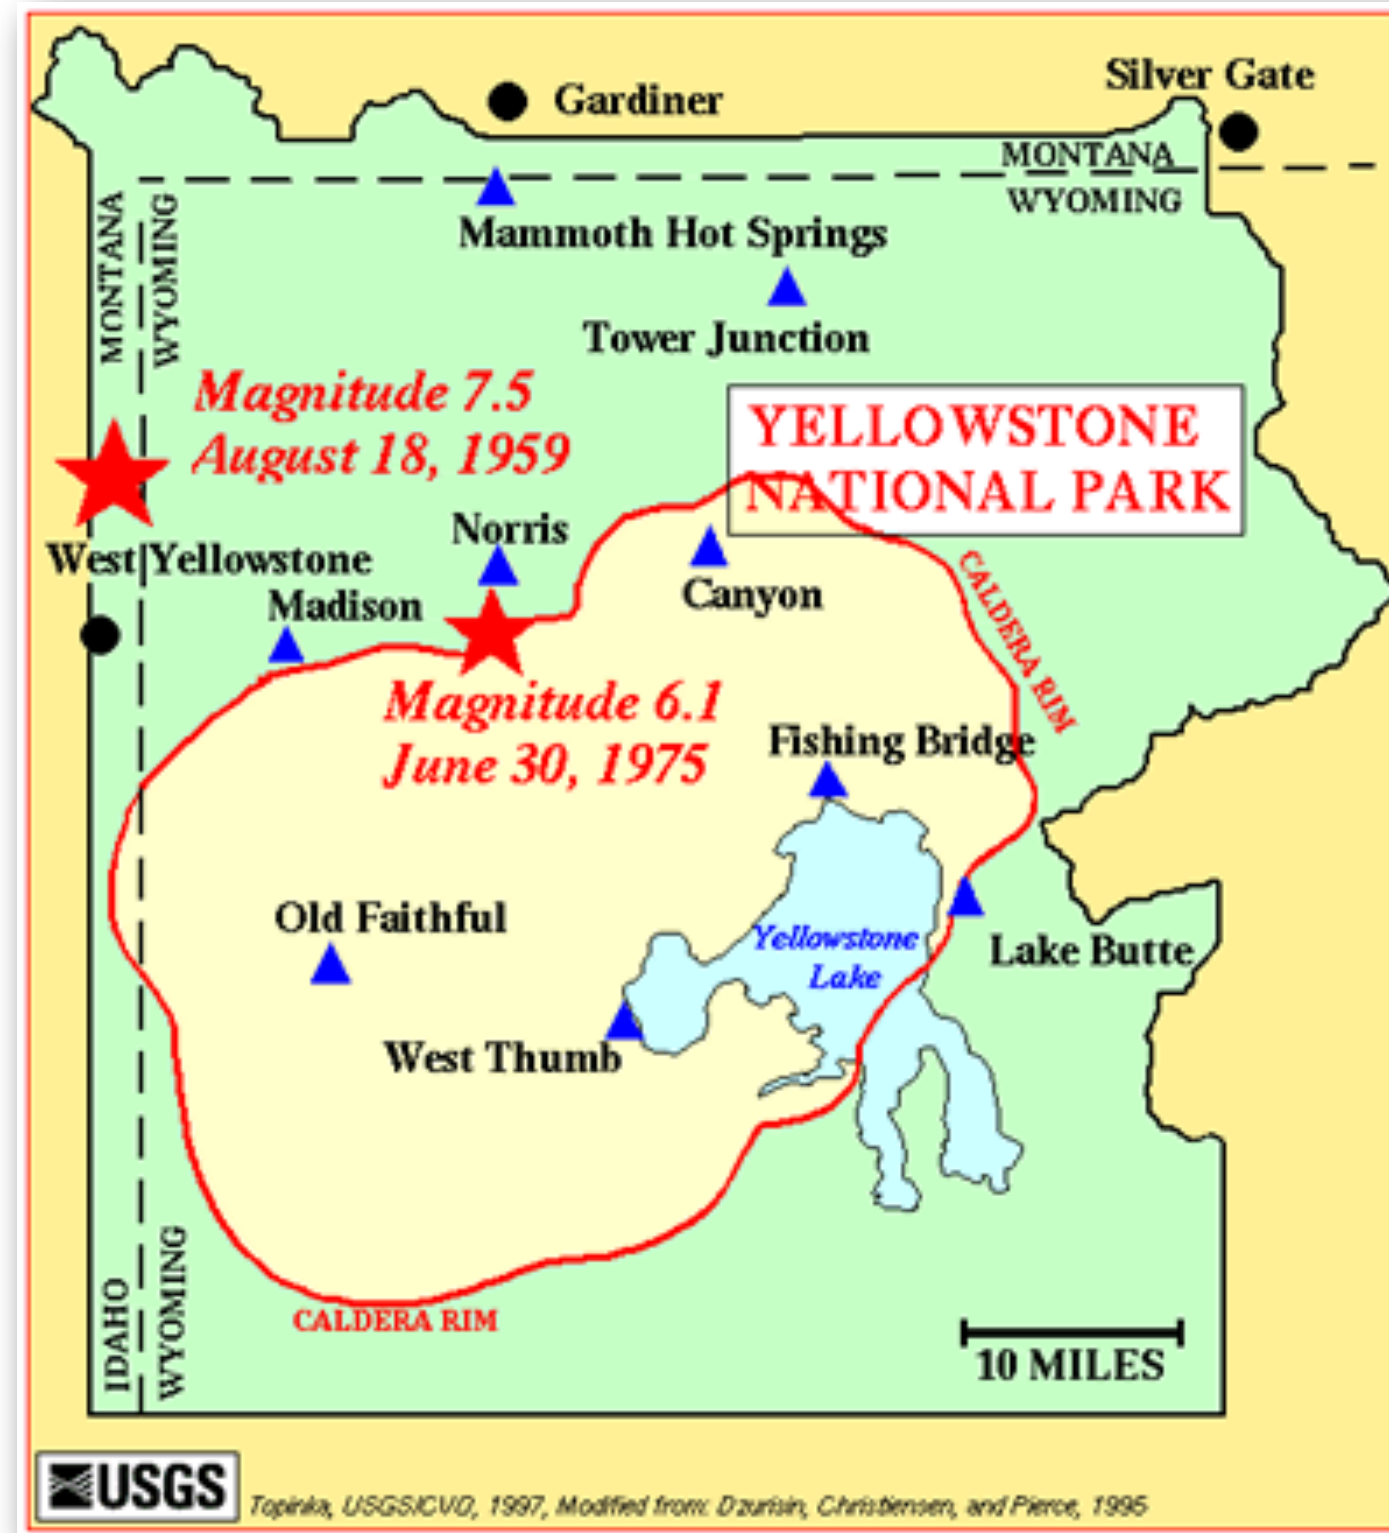 Silver Gate
Gardiner
MONTANA
WYOMING
MONTANA
WYOMING
Mammoth Hot Springs
Tower Junction
Magnitude 7.5
August 18, 1959
YELLOWSTONE
NATIONAL PARK
Norris
West Yellowstone
Madison
Canyon
CALDERA RIM
Magnitude 6.1
June 30, 1975
Fishing Bridge
Old Faithful
Yellowstone
Lake
Lake Butte
West Thumb
CALDERA RIM
IDAHO
WYOMING
10 MILES
USGS
Topinka, USGS/CVO, 1997, Modified from: Dzurisin, Christiensen, and Pierce, 1995